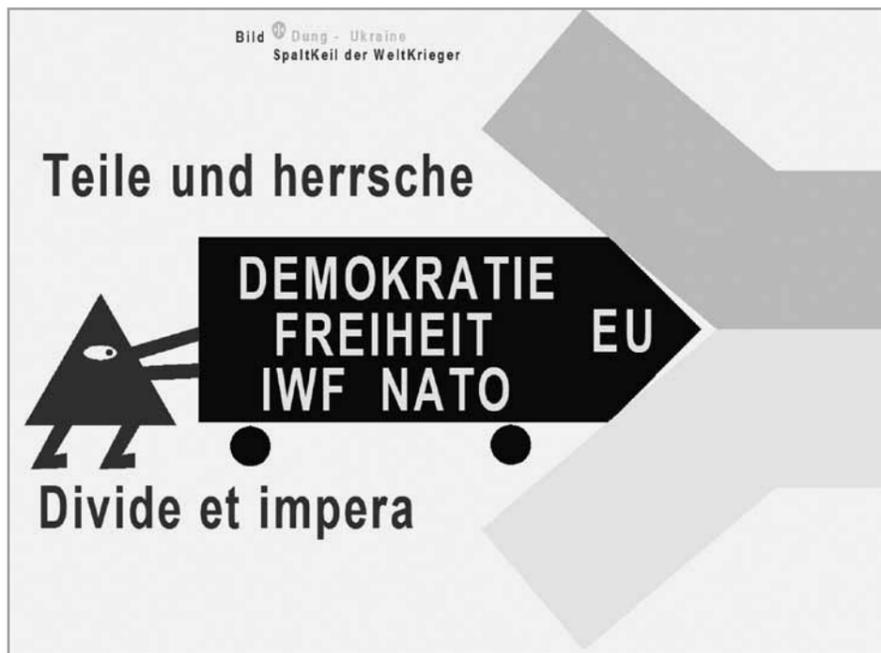 Bild Dung - Ukraine
SpaltKeil der WeltKrieger
Teile und herrsche
DEMOKRATIE
FREIHEIT EU
IWF NATO
Divide et impera